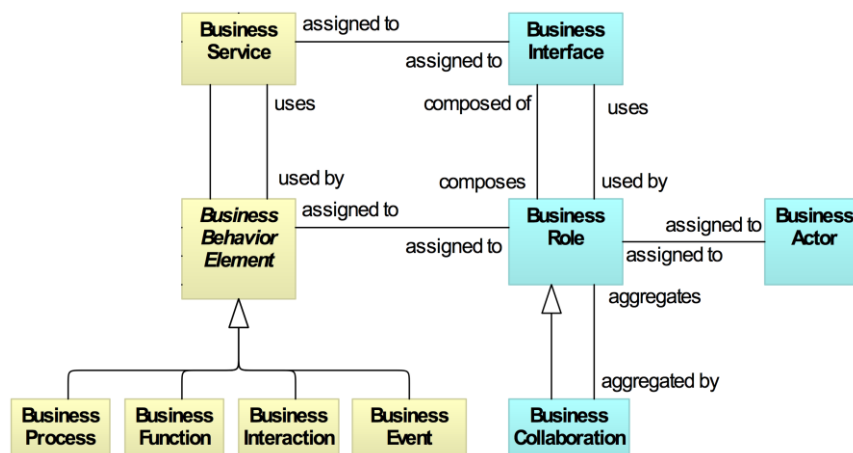 Business
Service
assigned to
assigned to
Business
Interface
uses
used by
composed of
composes
uses
used by
Business
Behavior
Element
assigned to
assigned to
Business
Role
assigned to
assigned to
Business
Actor
aggregates
aggregated by
Business
Process
Business
Function
Business
Interaction
Business
Event
Business
Collaboration